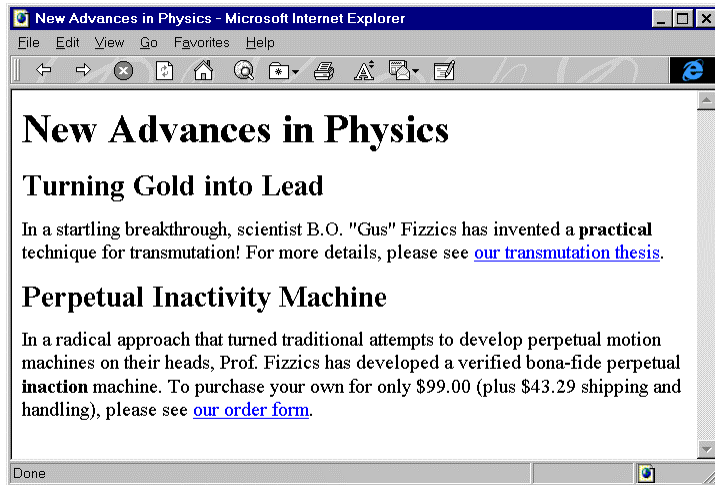 New Advances in Physics - Microsoft Internet Explorer
File Edit View Go Favorites Help
New Advances in Physics
Turning Gold into Lead
In a startling breakthrough, scientist B.O. "Gus" Fizzics has invented a practical
technique for transmutation! For more details, please see our transmutation thesis.
Perpetual Inactivity Machine
In a radical approach that turned traditional attempts to develop perpetual motion
machines on their heads, Prof. Fizzics has developed a verified bona-fide perpetual
inaction machine. To purchase your own for only $99.00 (plus $43.29 shipping and
handling), please see our order form.
Done